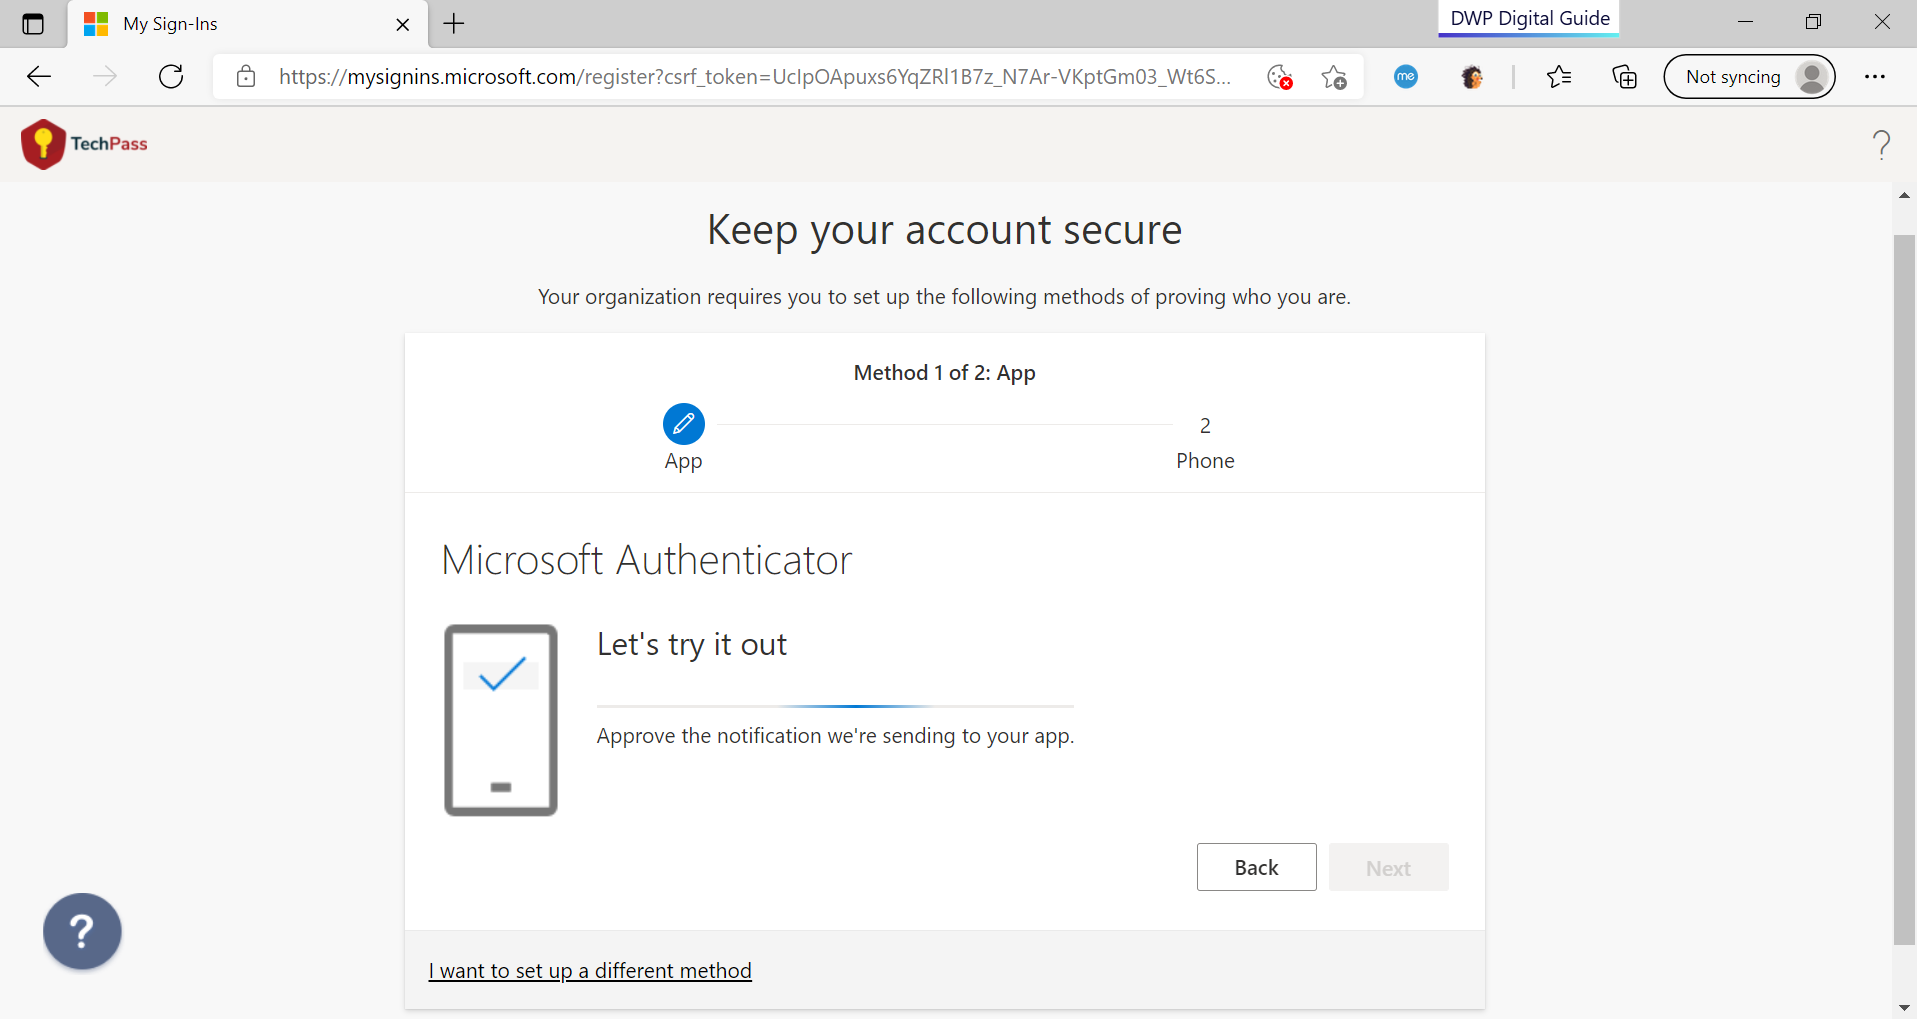 My Sign-Ins
DWP Digital Guide
https://mysignins.microsoft.com/register?csrf_token=UcIpOApuxs6YqZRl1B7z_N7Ar-VKptGm03_Wt6S...
me
Not syncing
TechPass
?
Keep your account secure
Your organization requires you to set up the following methods of proving who you are.
Method 1 of 2: App
2
App
Phone
Microsoft Authenticator
Let's try it out
Approve the notification we're sending to your app.
Back
Next
?
I want to set up a different method